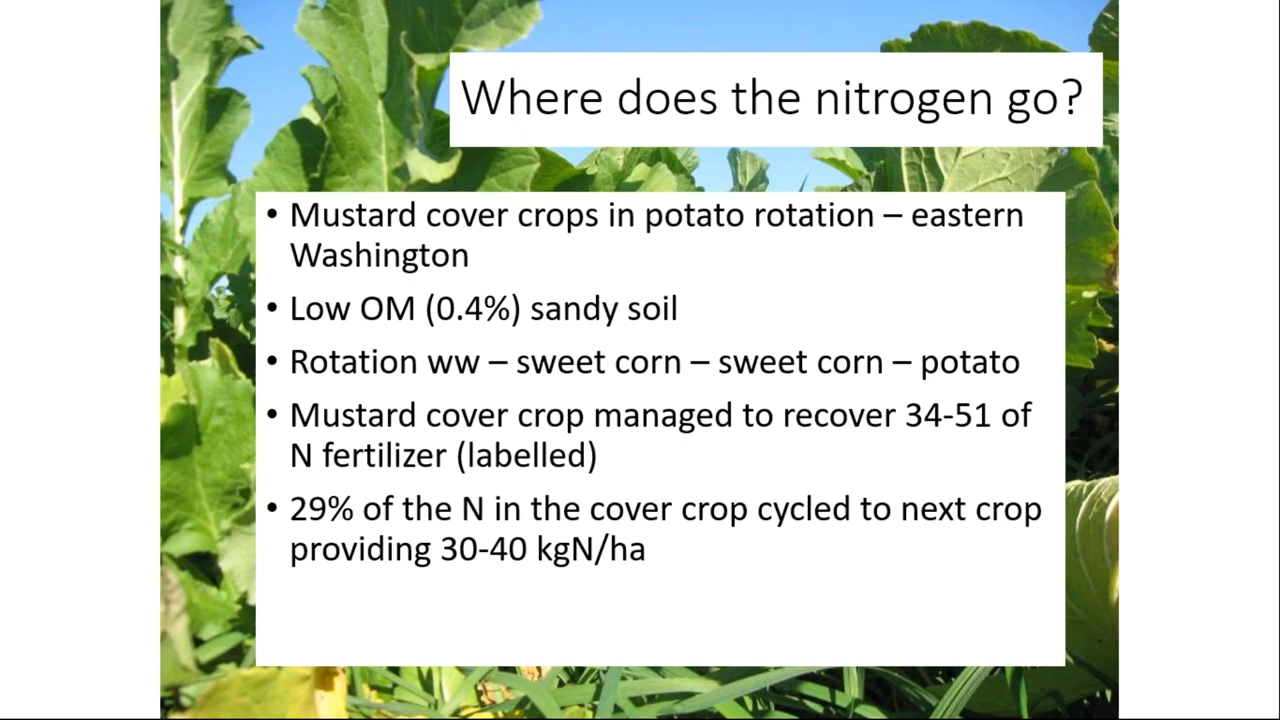 Where does the nitrogen go?
• Mustard cover crops in potato rotation – eastern
Washington
• Low OM (0.4%) sandy soil
• Rotation ww – sweet corn – sweet corn – potato
• Mustard cover crop managed to recover 34-51 of
N fertilizer (labelled)
• 29% of the N in the cover crop cycled to next crop
providing 30-40 kgN/ha